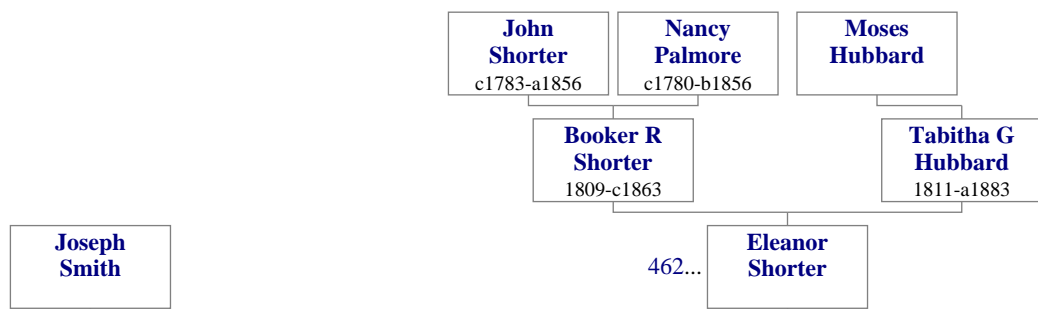 John
Shorter
c1783-a1856
Nancy
Palmore
c1780-b1856
Moses
Hubbard
Booker R
Shorter
1809-c1863
Tabitha G
Hubbard
1811-a1883
Joseph
Smith
462...
Eleanor
Shorter